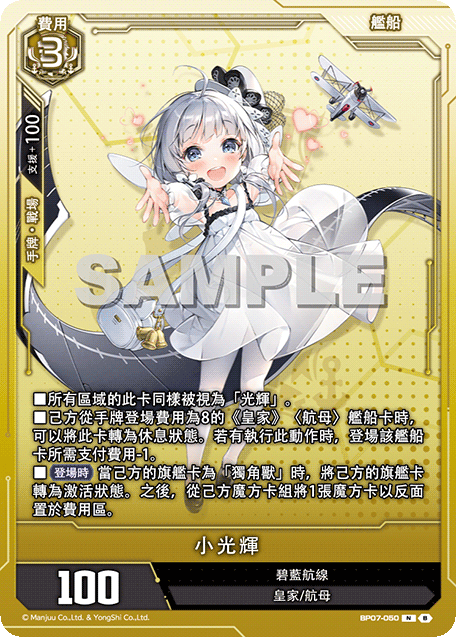 費用
3
艦船
支援+100
手牌・戰場
SAMPLE
■所有區域的此卡同樣被視為「光輝」。
■己方從手牌登場費用為8的《皇家》〈航母〉艦船卡時，
可以將此卡轉為休息狀態。若有執行此動作時，登場該艦船
卡所需支付費用-1。
■登場時 當己方的旗艦卡為「獨角獸」時，將己方的旗艦卡
轉為激活狀態。之後，從己方魔方卡組將1張魔方卡以反面
置於費用區。
小光輝
100
碧藍航線
皇家/航母
© Manjuu Co.,Ltd. & YongShi Co.,Ltd.
BP07-050 N B